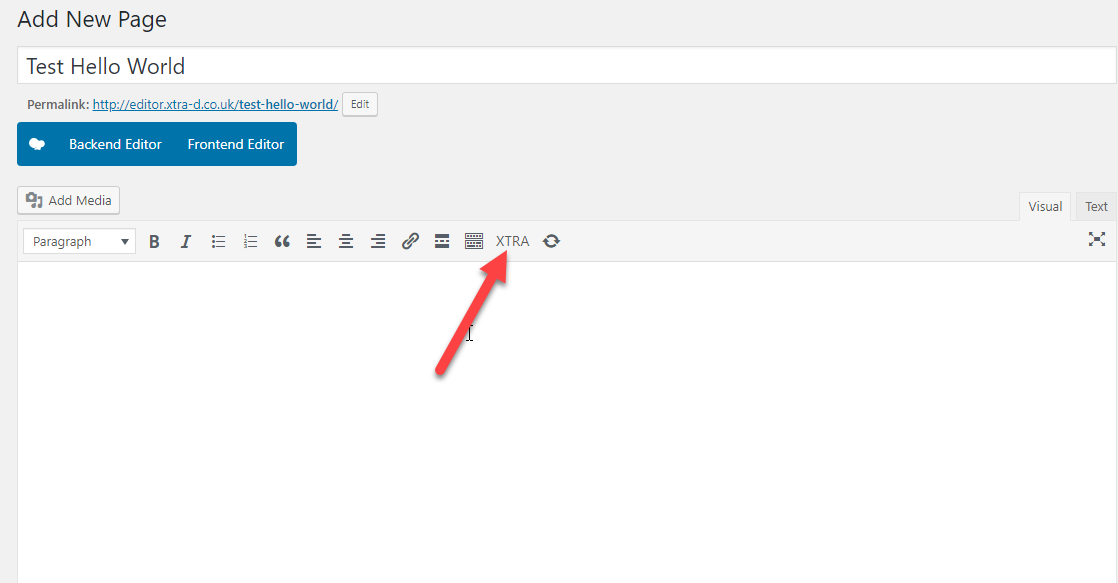 Add New Page
Test Hello World
Permalink: http://editor.xtra-d.co.uk/test-hello-world/ Edit
Backend Editor Frontend Editor
Add Media
Visual Text
Paragraph B I XTRA